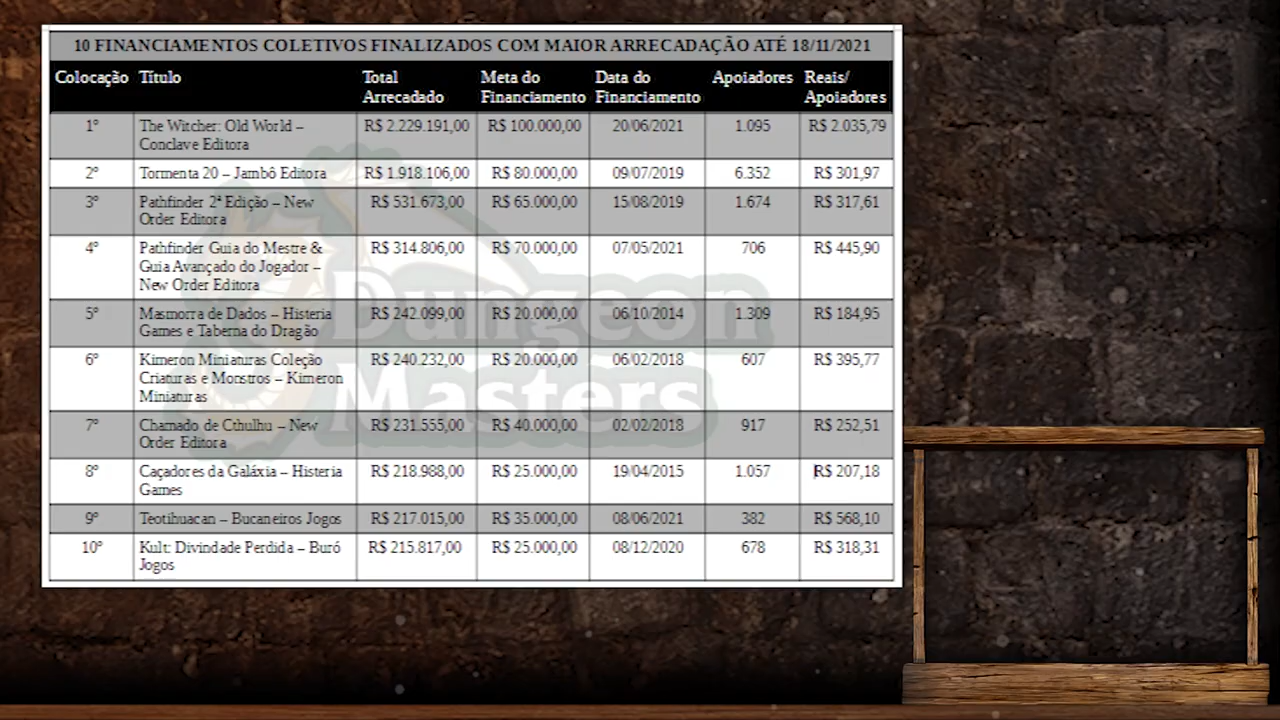 10 FINANCIAMENTOS COLETIVOS FINALIZADOS COM MAIOR ARRECADAÇÃO ATÉ 18/11/2021
Colocação Título Total Arrecadado Meta do Financiamento Data do Financiamento Apoiadores Reais/ Apoiadores
1º The Witcher: Old World – Conclave Editora R$ 2.229.191,00 R$ 100.000,00 20/06/2021 1.095 R$ 2.035,79
2º Tormenta 20 – Jambô Editora R$ 1.918.106,00 R$ 80.000,00 09/07/2019 6.352 R$ 301,97
3º Pathfinder 2ª Edição – New Order Editora R$ 531.673,00 R$ 65.000,00 15/08/2019 1.674 R$ 317,61
4º Pathfinder Guia do Mestre & Guia Avançado do Jogador – New Order Editora R$ 314.806,00 R$ 70.000,00 07/05/2021 706 R$ 445,90
5º Masmorra de Dados – Histeria Games e Taberna do Dragão R$ 242.099,00 R$ 20.000,00 06/10/2014 1.309 R$ 184,95
6º Kimeron Miniaturas Coleção Criaturas e Monstros – Kimeron Miniaturas R$ 240.232,00 R$ 20.000,00 06/02/2018 607 R$ 395,77
7º Chamado de Cthulhu – New Order Editora R$ 231.555,00 R$ 40.000,00 02/02/2018 917 R$ 252,51
8º Caçadores da Galáxia – Histeria Games R$ 218.988,00 R$ 25.000,00 19/04/2015 1.057 R$ 207,18
9º Teotihuacan – Bucaneiros Jogos R$ 217.015,00 R$ 35.000,00 08/06/2021 382 R$ 568,10
10º Kult: Divindade Perdida – Buró Jogos R$ 215.817,00 R$ 25.000,00 08/12/2020 678 R$ 318,31
Dungeon
Masters